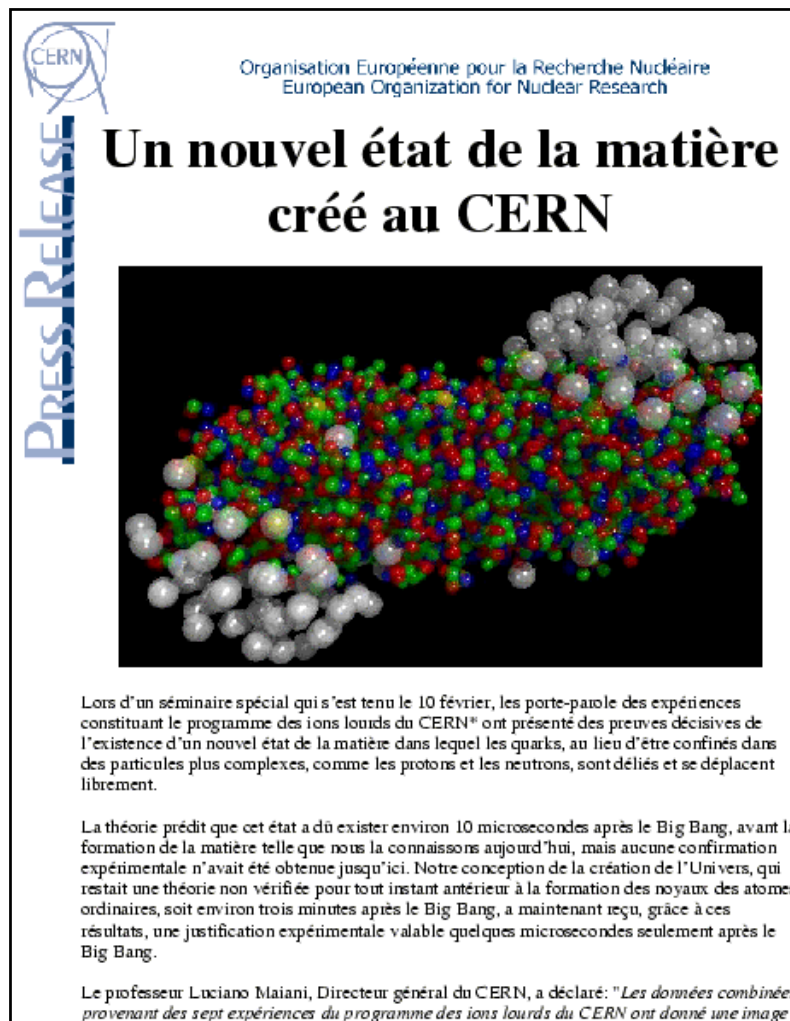 CERN
Organisation Européenne pour la Recherche Nucléaire
European Organization for Nuclear Research
PRESS RELEASE
Un nouvel état de la matière
créé au CERN
Lors d'un séminaire spécial qui s'est tenu le 10 février, les porte-parole des expériences
constituant le programme des ions lourds du CERN* ont présenté des preuves décisives de
l'existence d'un nouvel état de la matière dans lequel les quarks, au lieu d'être confinés dans
des particules plus complexes, comme les protons et les neutrons, sont déliés et se déplacent
librement.
La théorie prédit que cet état a dû exister environ 10 microsecondes après le Big Bang, avant la
formation de la matière telle que nous la connaissons aujourd'hui, mais aucune confirmation
expérimentale n'avait été obtenue jusqu'ici. Notre conception de la création de l'Univers, qui
restait une théorie non vérifiée pour tout instant antérieur à la formation des noyaux des atomes
ordinaires, soit environ trois minutes après le Big Bang, a maintenant reçu, grâce à ces
résultats, une justification expérimentale valable quelques microsecondes seulement après le
Big Bang.
Le professeur Luciano Maiani, Directeur général du CERN, a déclaré: "Les données combinées
provenant des sept expériences du programme des ions lourds du CERN ont donné une image